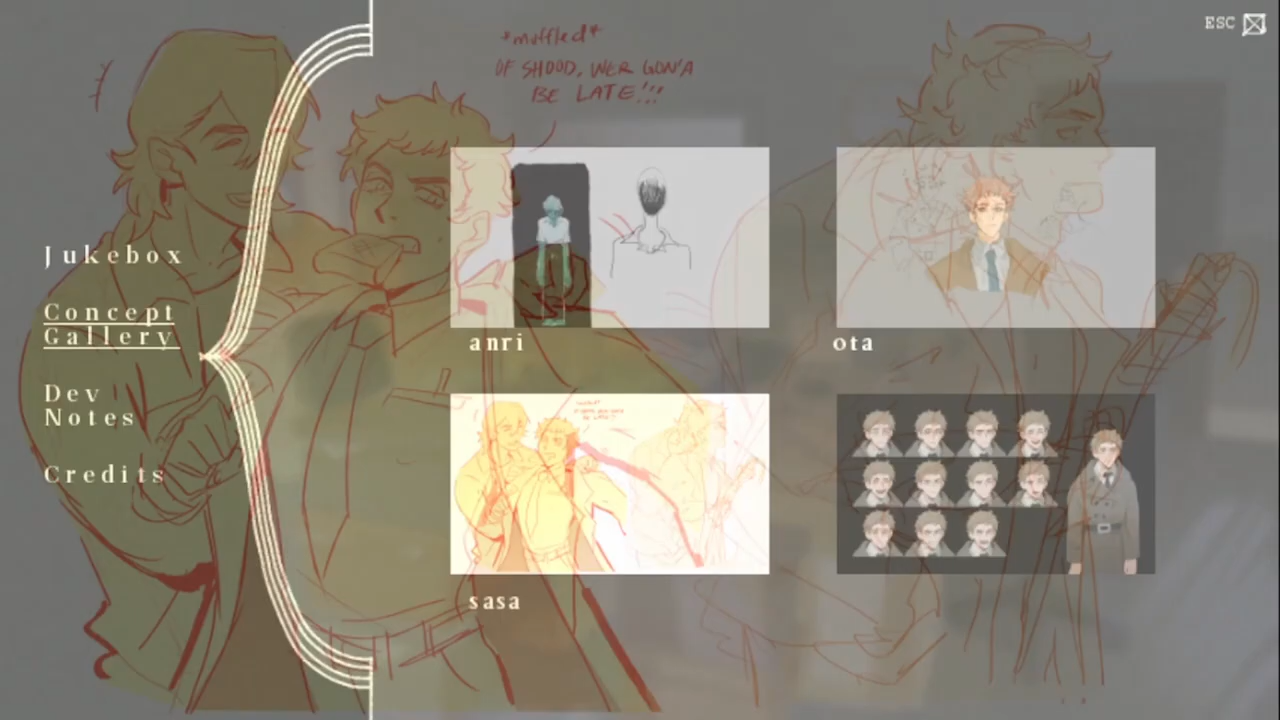 ESC
*muffled*
OF SHOOD, WER GON'A
BE LATE!!!
Jukebox
Concept
Gallery
Dev
Notes
Credits
anri
ota
sasa